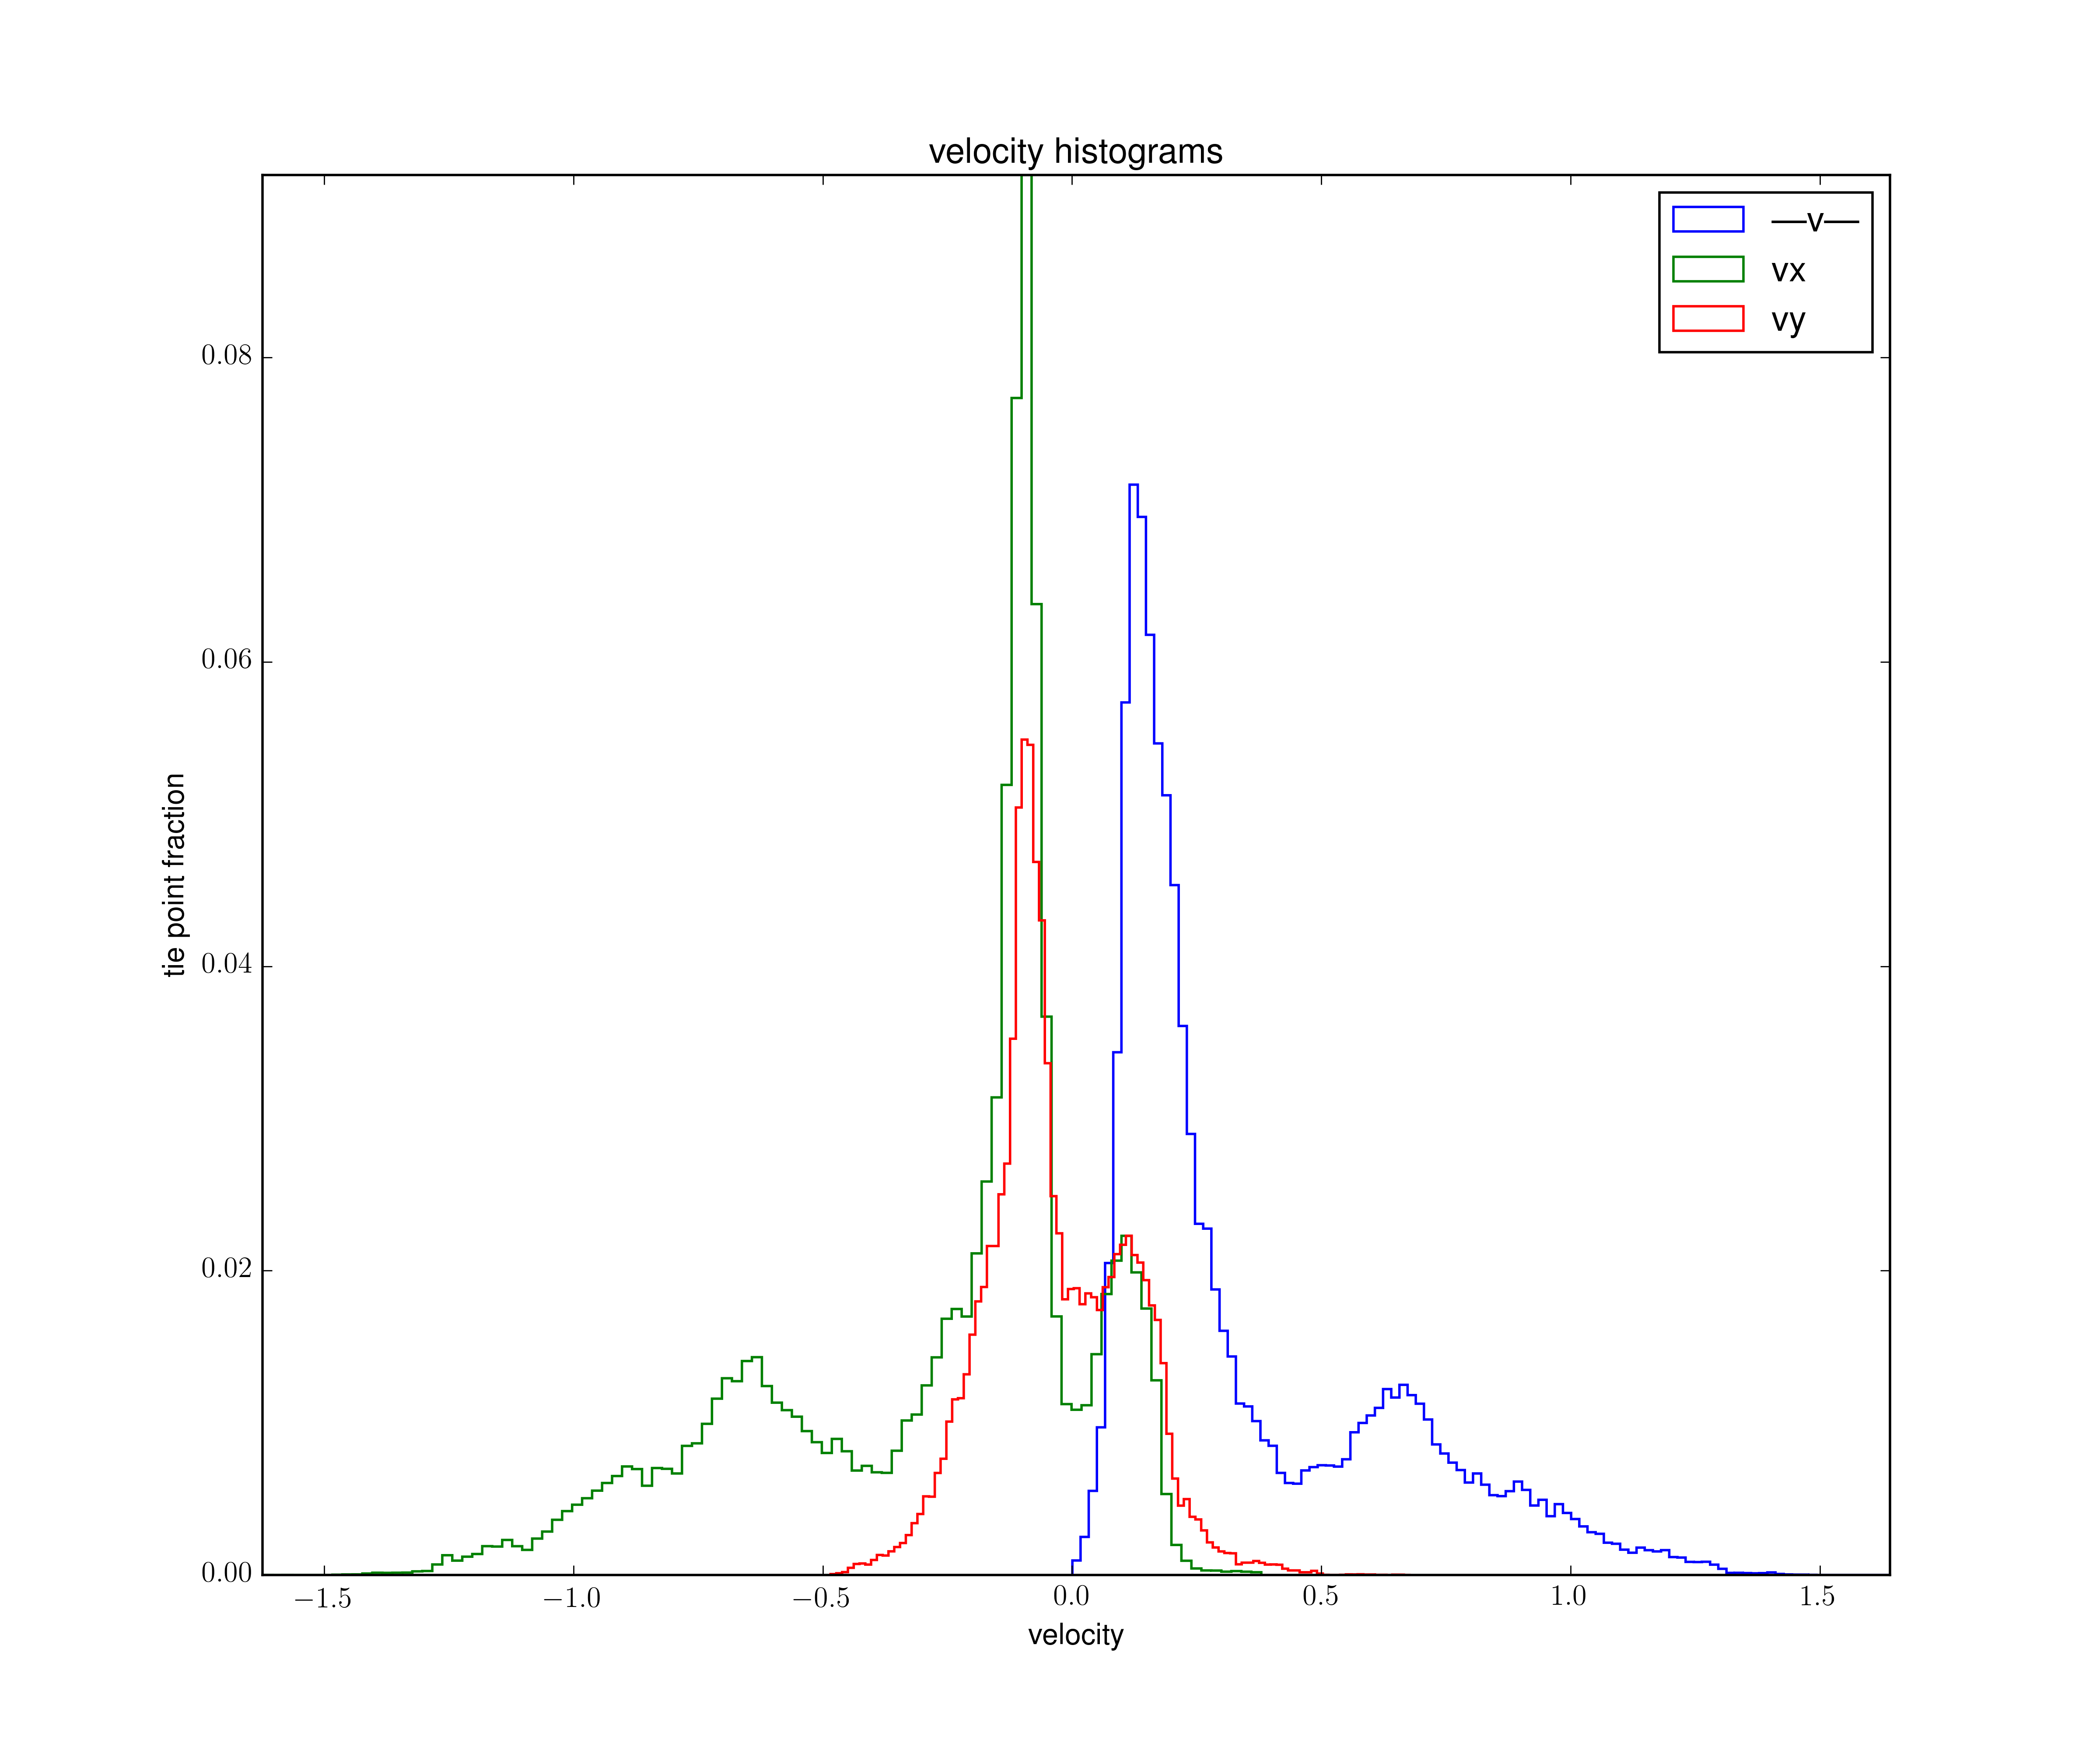 velocity histograms
—v—
vx
vy
0.08
0.06
0.04
0.02
0.00
tie point fraction
−1.5 −1.0 −0.5 0.0 0.5 1.0 1.5
velocity